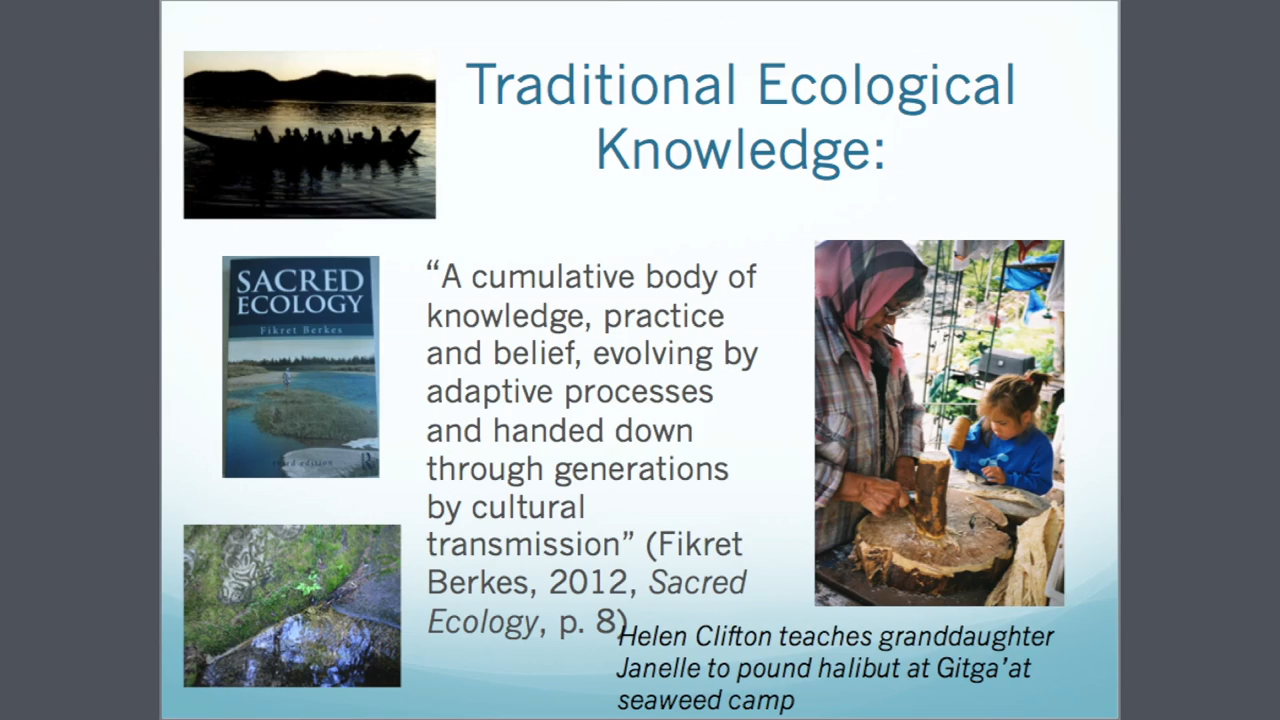 Traditional Ecological
Knowledge:
SACRED
ECOLOGY
Fikret Berkes
third edition
“A cumulative body of
knowledge, practice
and belief, evolving by
adaptive processes
and handed down
through generations
by cultural
transmission” (Fikret
Berkes, 2012, Sacred
Ecology, p. 8)
Helen Clifton teaches granddaughter
Janelle to pound halibut at Gitga’at
seaweed camp